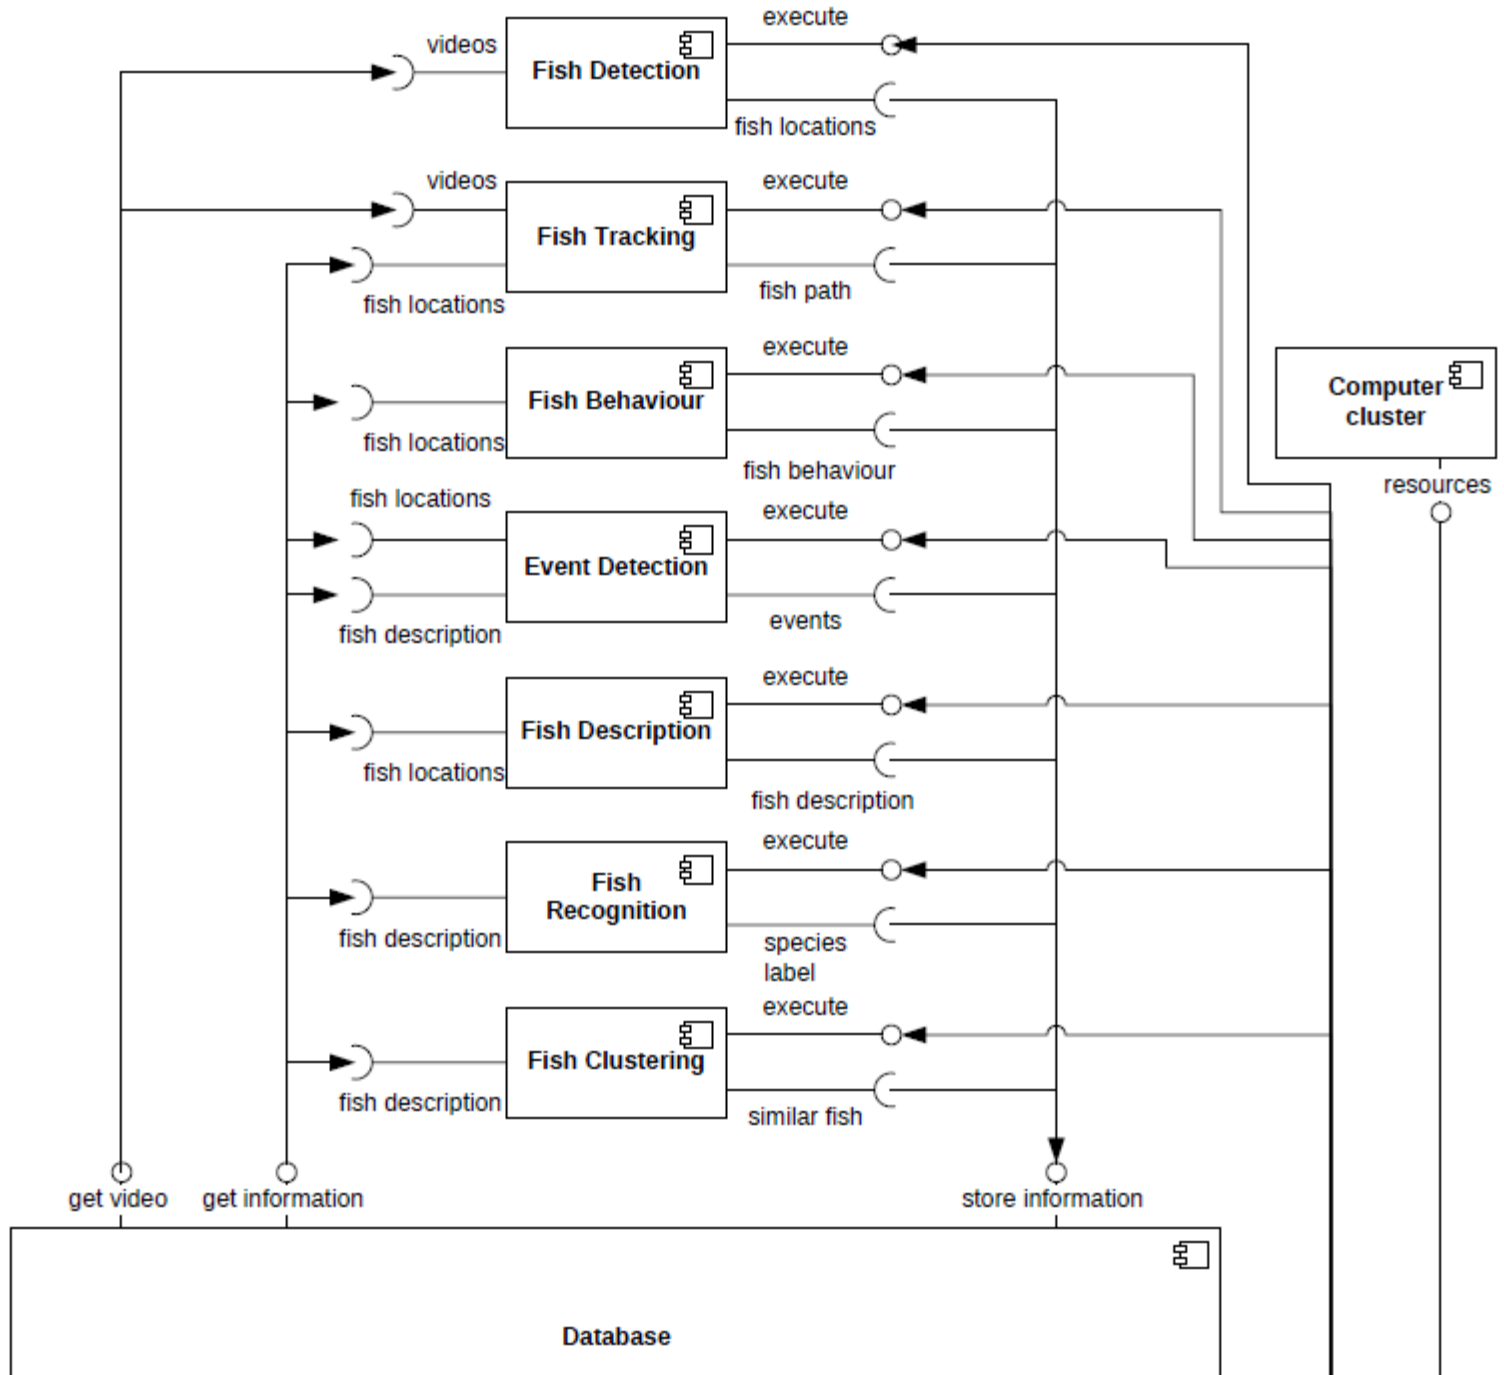 execute
videos
Fish Detection
fish locations
videos
execute
Fish Tracking
fish locations
fish path
execute
Fish Behaviour
fish locations
fish behaviour
Computer
cluster
resources
fish locations
execute
Event Detection
fish description
events
execute
Fish Description
fish locations
fish description
execute
Fish
Recognition
fish description
species
label
execute
Fish Clustering
fish description
similar fish
get video
get information
store information
Database